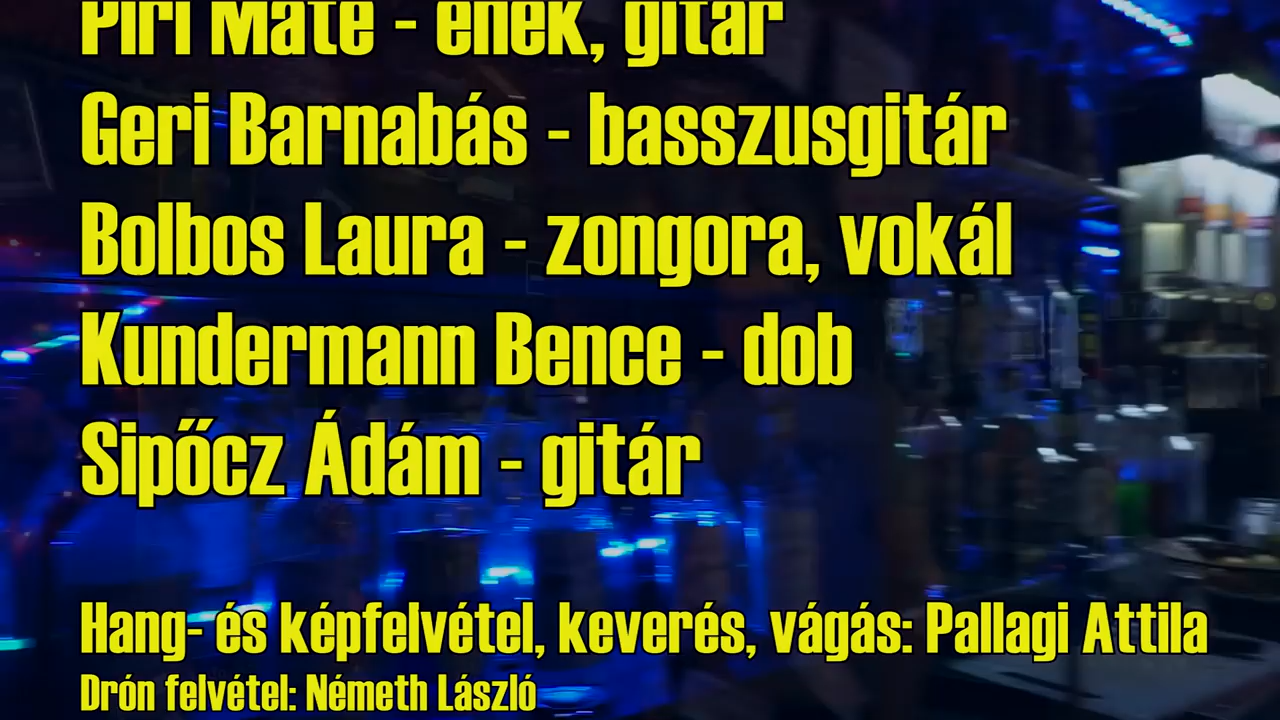 Piri Máté - ének, gitár
Geri Barnabás - basszusgitár
Bolbos Laura - zongora, vokál
Kundermann Bence - dob
Sipőcz Ádám - gitár
Hang- és képfelvétel, keverés, vágás: Pallagi Attila
Drón felvétel: Németh László